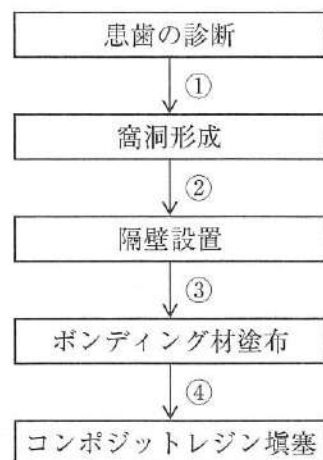 患歯の診断
①
窩洞形成
②
隔壁設置
③
ボンディング材塗布
④
コンポジットレジン塡塞